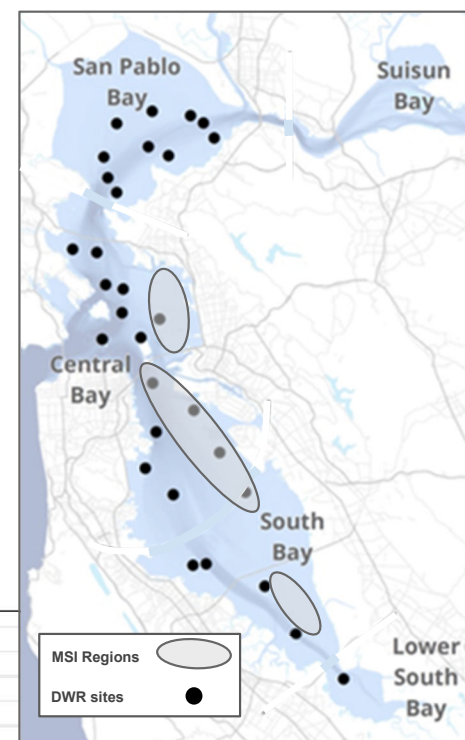 San Pablo
Bay
Suisun
Bay
Central
Bay
South
Bay
Lower
South
Bay
MSI Regions
DWR sites